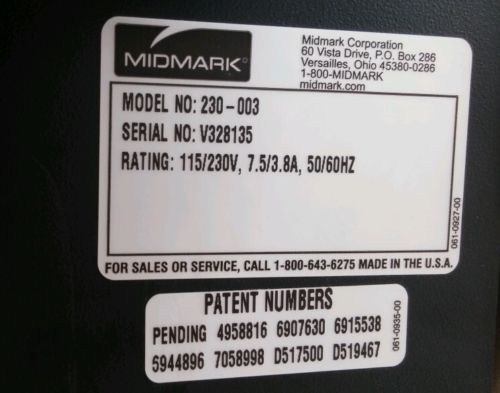 MIDMARK
Midmark Corporation
60 Vista Drive, P.O. Box 286
Versailles, Ohio 45380-0286
1-800-MIDMARK
midmark.com
MODEL NO: 230-003
SERIAL NO: V328135
RATING: 115/230V, 7.5/3.8A, 50/60HZ
061-0927-00
FOR SALES OR SERVICE, CALL 1-800-643-6275 MADE IN THE U.S.A.
PATENT NUMBERS
PENDING 4958816 6907630 6915538
5944896 7058998 D517500 D519467
061-0935-00